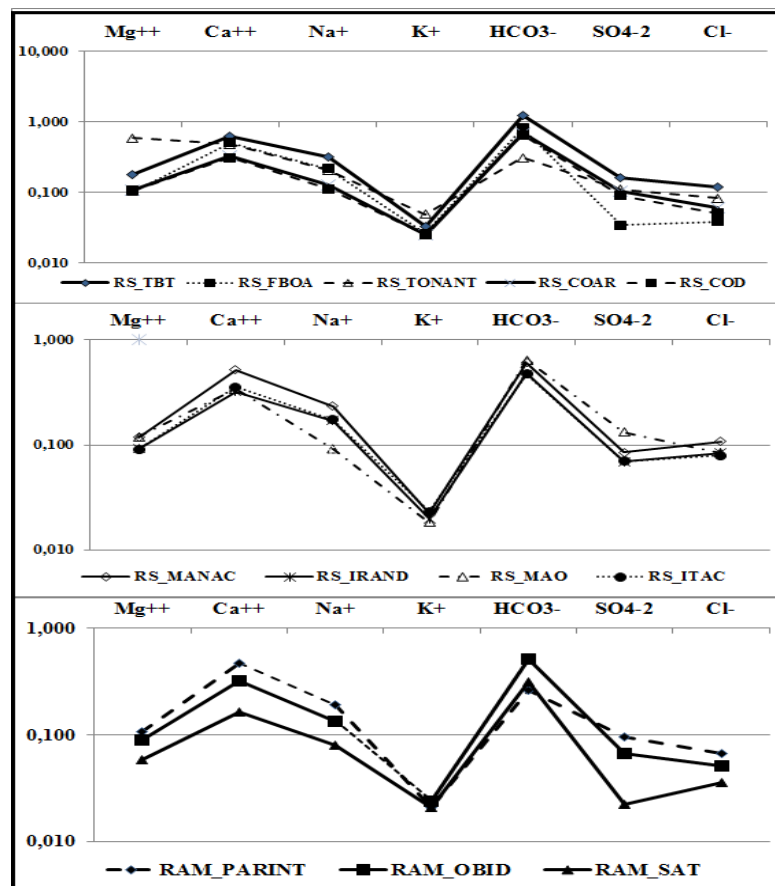 Mg++ Ca++ Na+ K+ HCO3- SO4-2 Cl-
10,000
1,000
0,100
0,010
RS_TBT RS_FBOA RS_TONANT RS_COAR RS_COD
Mg++ Ca++ Na+ K+ HCO3- SO4-2 Cl-
1,000
0,100
0,010
RS_MANAC RS_IRAND RS_MAO RS_ITAC
Mg++ Ca++ Na+ K+ HCO3- SO4-2 Cl-
1,000
0,100
0,010
RAM_PARINT RAM_OBID RAM_SAT